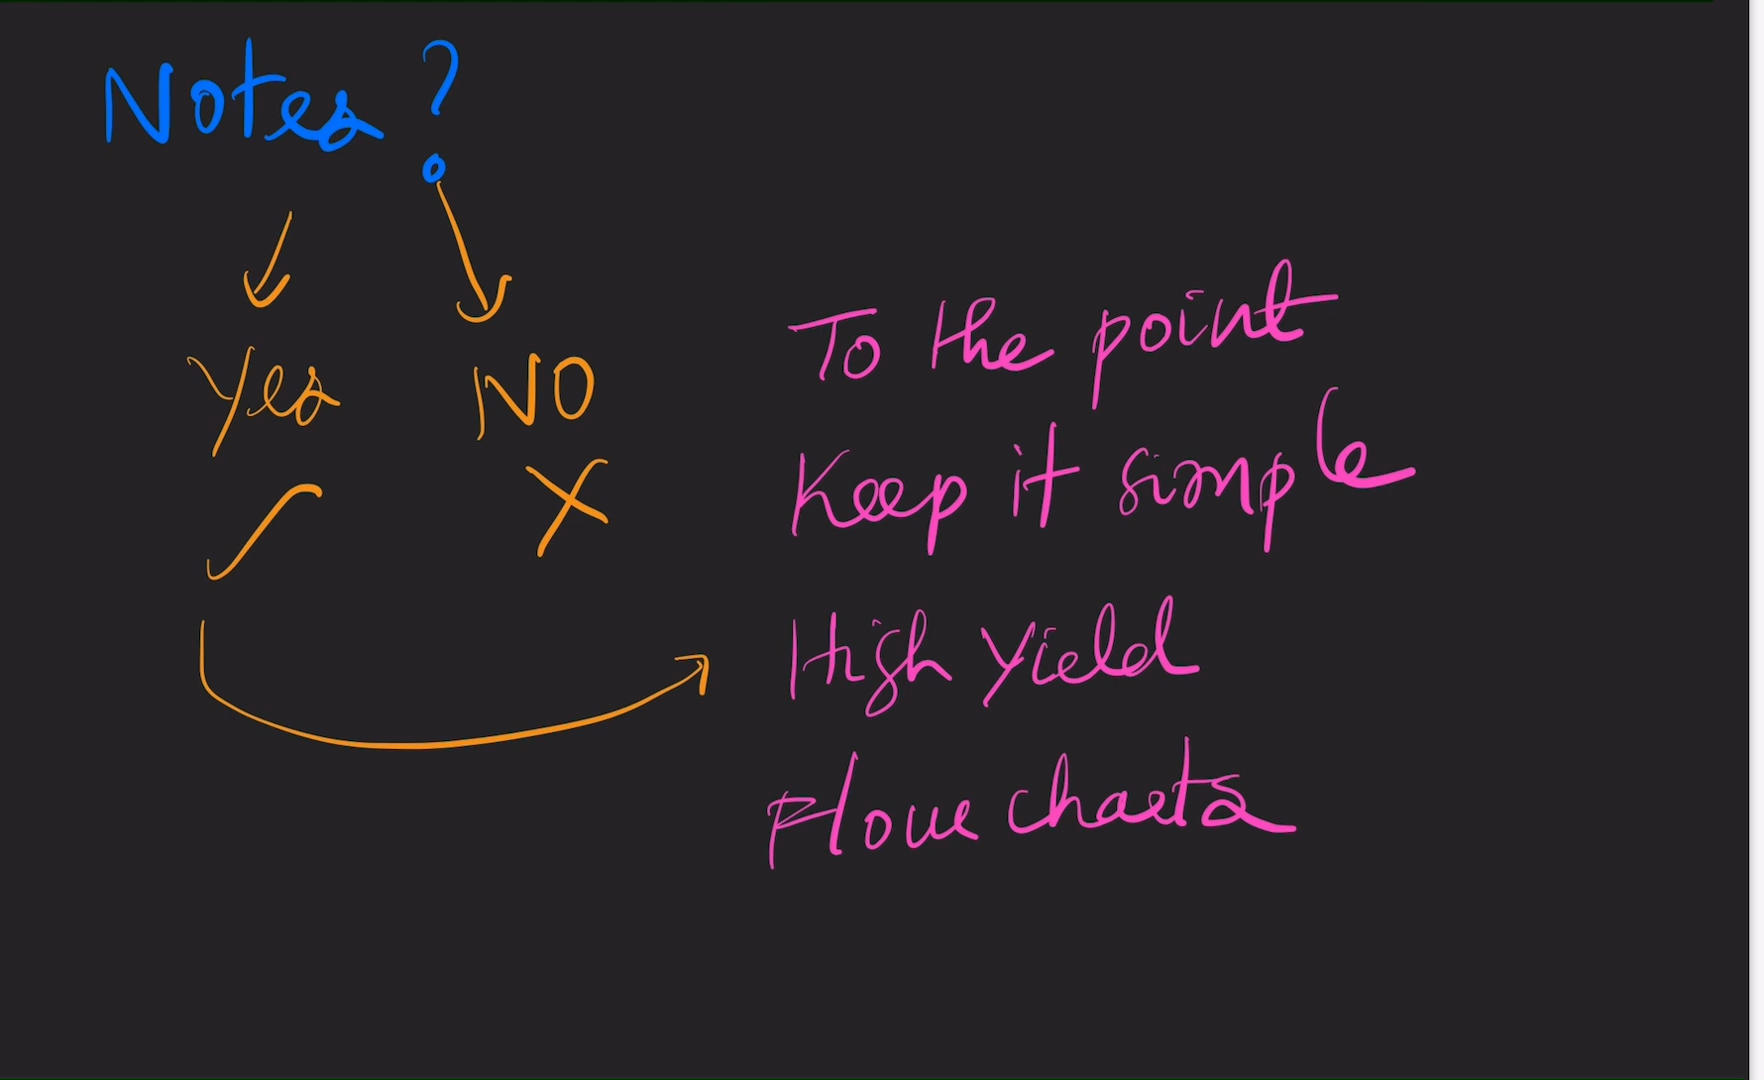 Notes ?
Yes NO
To the point
Keep it simple
High Yield
Flow charts